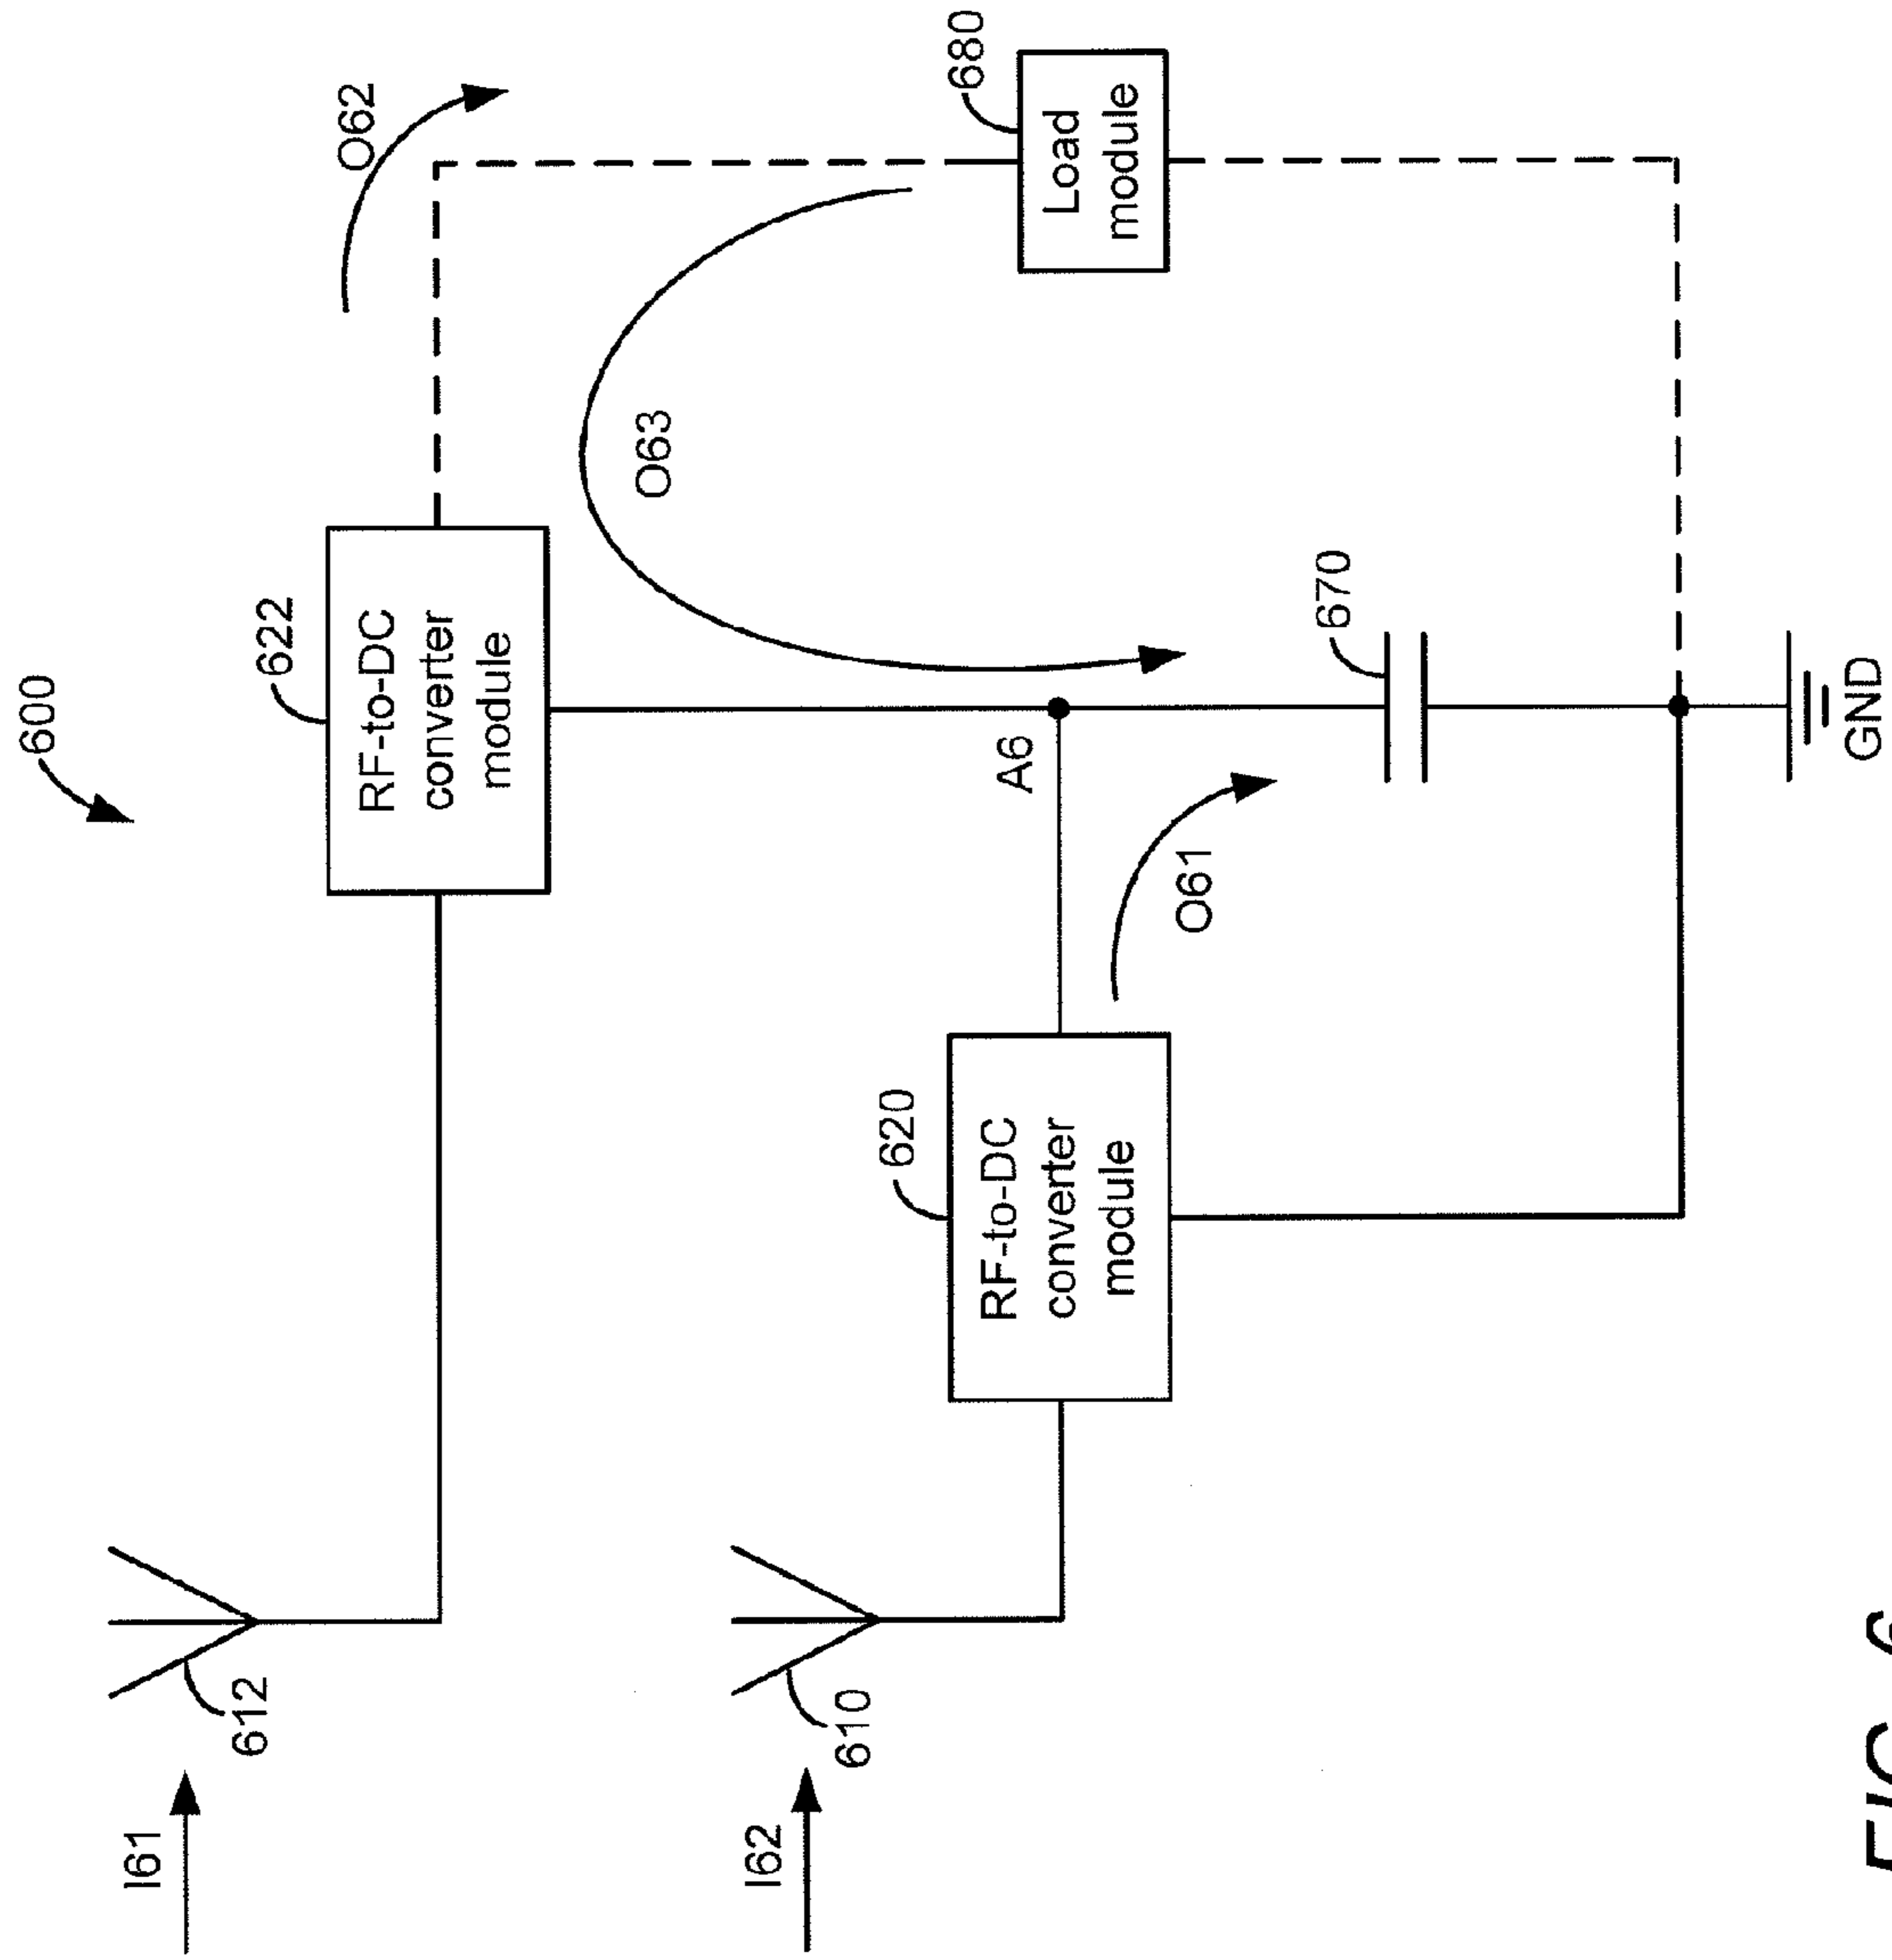 600
I61
612
622
RF-to-DC
converter
module
O62
O63
I62
610
620
RF-to-DC
converter
module
A6
O61
680
Load
module
670
GND
FIG. 6